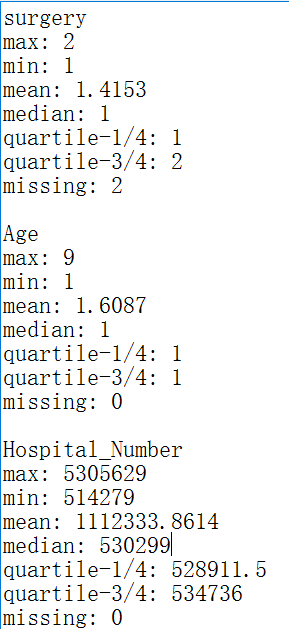 surgery
max: 2
min: 1
mean: 1.4153
median: 1
quartile-1/4: 1
quartile-3/4: 2
missing: 2
Age
max: 9
min: 1
mean: 1.6087
median: 1
quartile-1/4: 1
quartile-3/4: 1
missing: 0
Hospital_Number
max: 5305629
min: 514279
mean: 1112333.8614
median: 530299
quartile-1/4: 528911.5
quartile-3/4: 534736
missing: 0